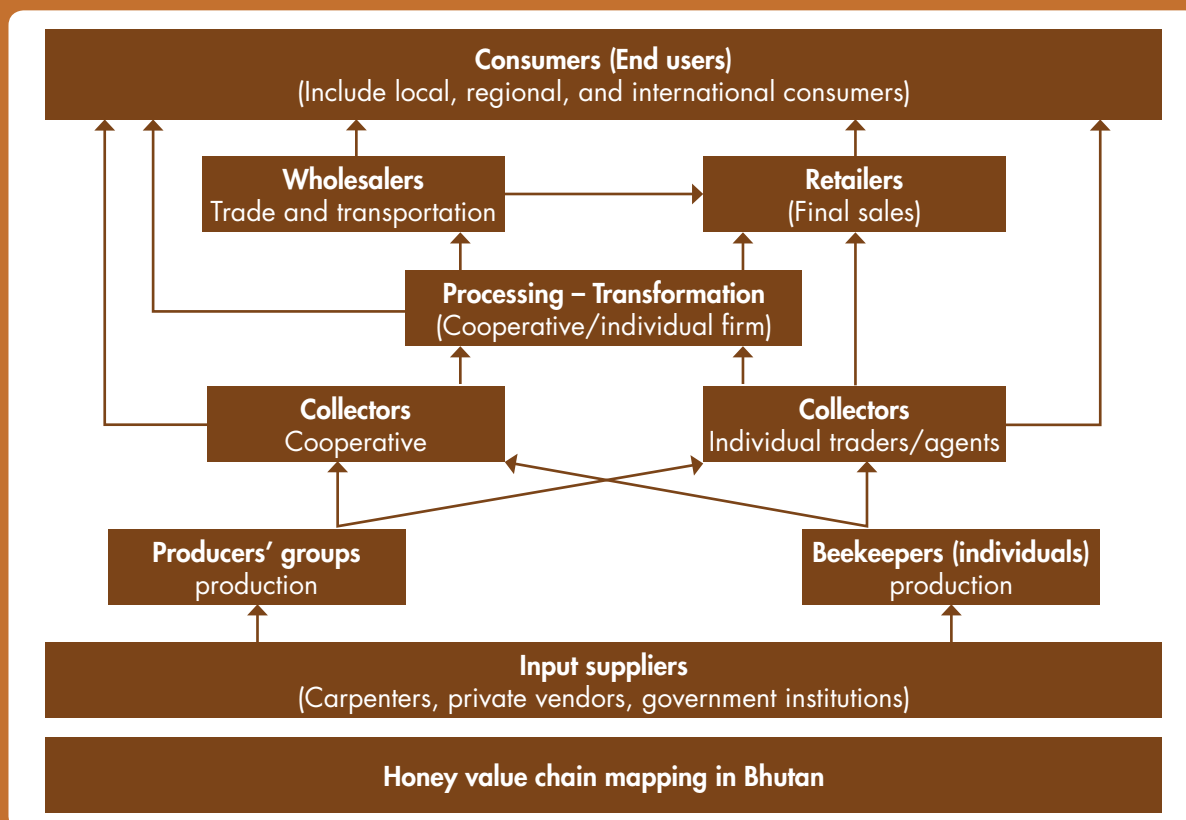 Consumers (End users)
(Include local, regional, and international consumers)
Wholesalers
Trade and transportation
Retailers
(Final sales)
Processing – Transformation
(Cooperative/individual firm)
Collectors
Cooperative
Collectors
Individual traders/agents
Producers’ groups
production
Beekeepers (individuals)
production
Input suppliers
(Carpenters, private vendors, government institutions)
Honey value chain mapping in Bhutan